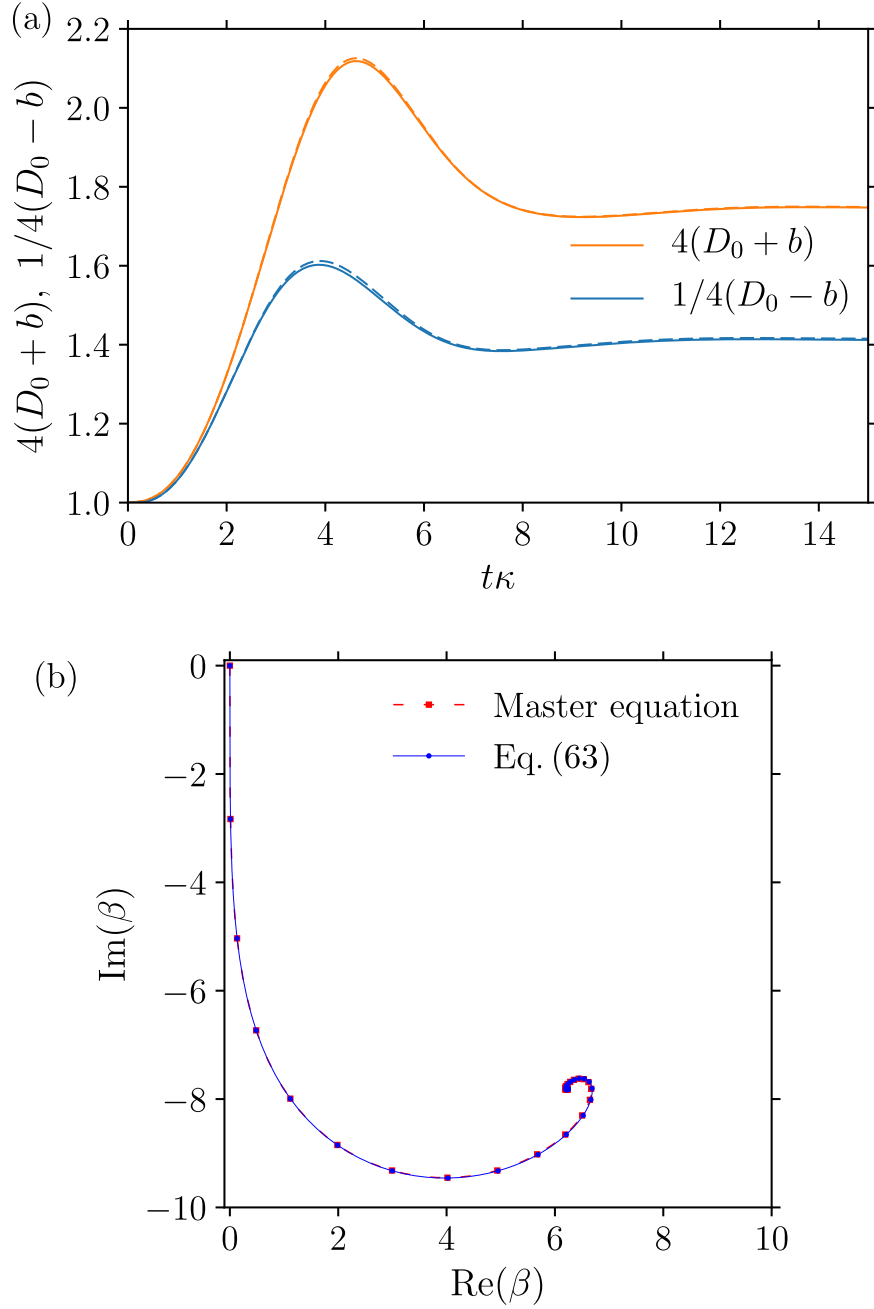 (a)
4(D₀ + b), 1/4(D₀ − b)
2.2
2.0
1.8
1.6
1.4
1.2
1.0
4(D₀ + b)
1/4(D₀ − b)
0 2 4 6 8 10 12 14
tκ
(b)
Im(β)
0
−2
−4
−6
−8
−10
Master equation
Eq. (63)
0 2 4 6 8 10
Re(β)